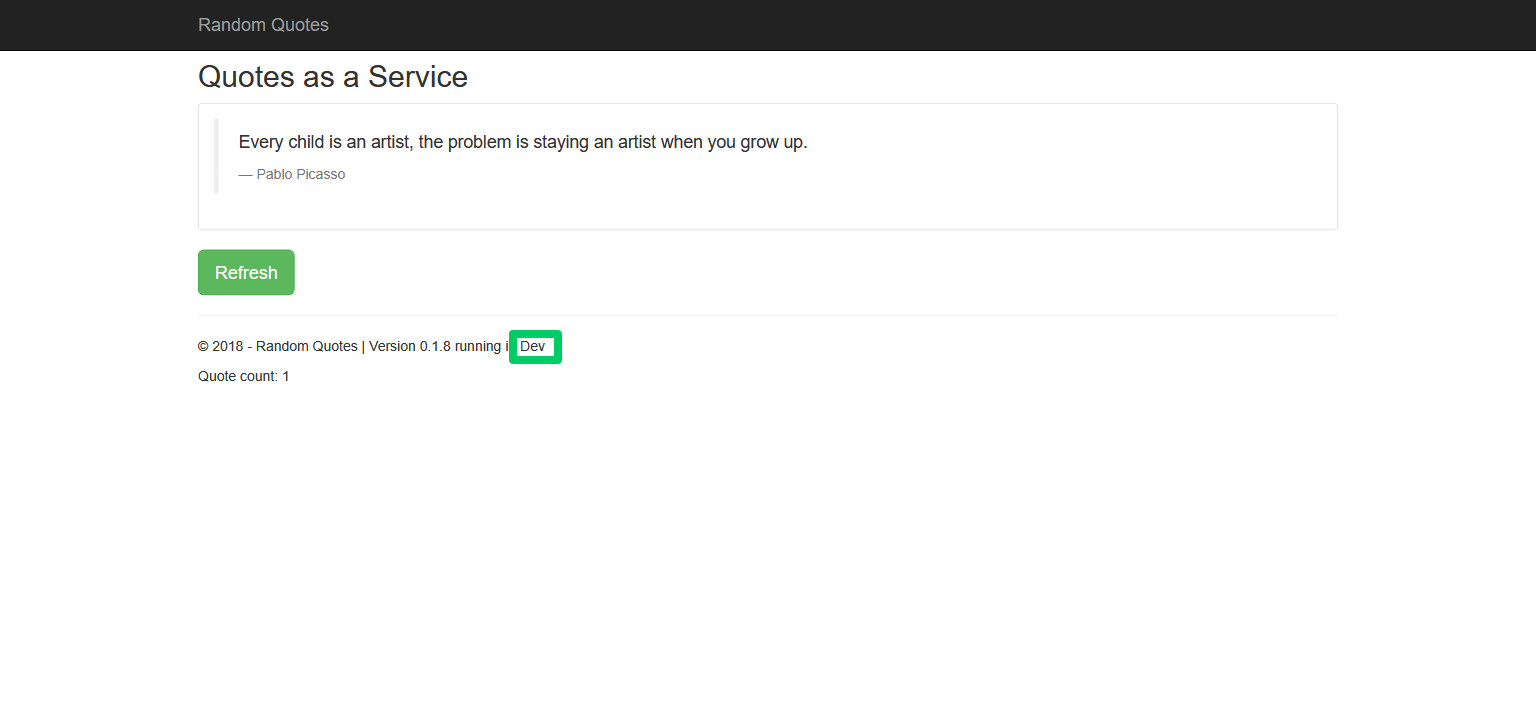 Random Quotes
Quotes as a Service
Every child is an artist, the problem is staying an artist when you grow up.
— Pablo Picasso
Refresh
© 2018 - Random Quotes | Version 0.1.8 running i Dev
Quote count: 1